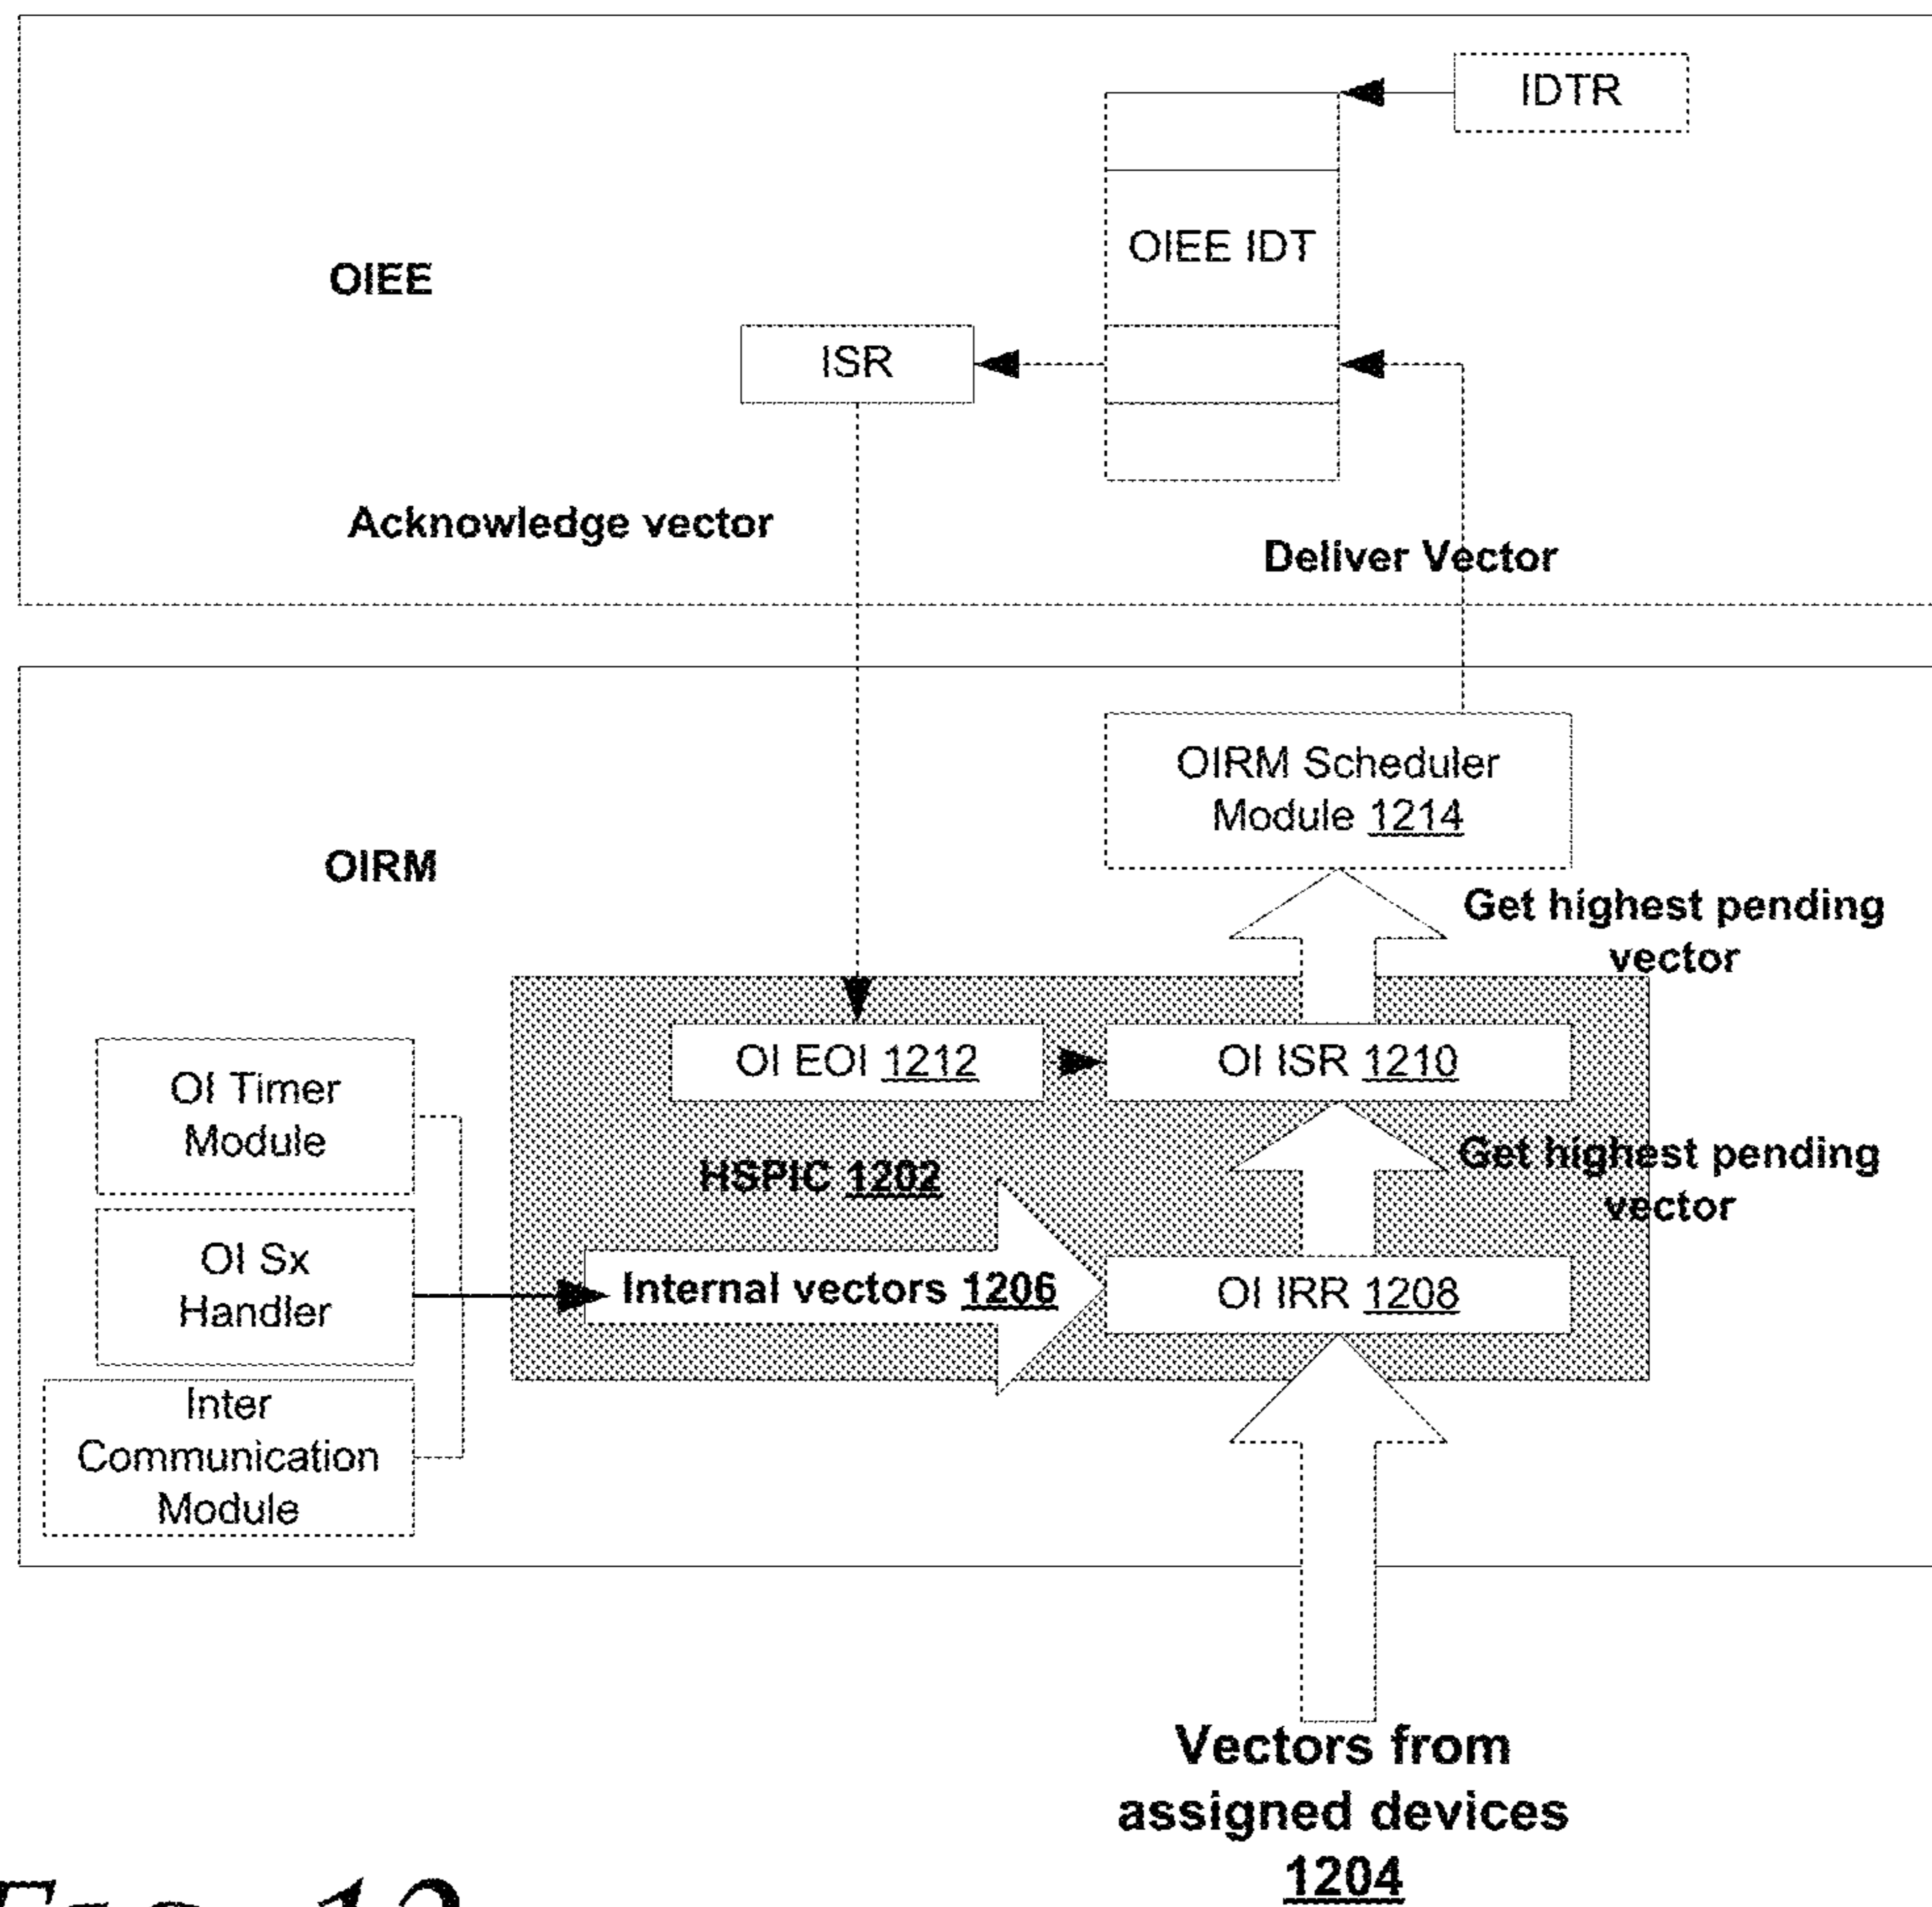 IDTR
OIEE IDT
OIEE
ISR
Acknowledge vector
Deliver Vector
OIRM Scheduler
Module 1214
OIRM
Get highest pending
vector
OI EOI 1212
OI ISR 1210
OI Timer
Module
Get highest pending
vector
HSPIC 1202
OI Sx
Handler
Internal vectors 1206
OI IRR 1208
Inter
Communication
Module
Vectors from
assigned devices
1204